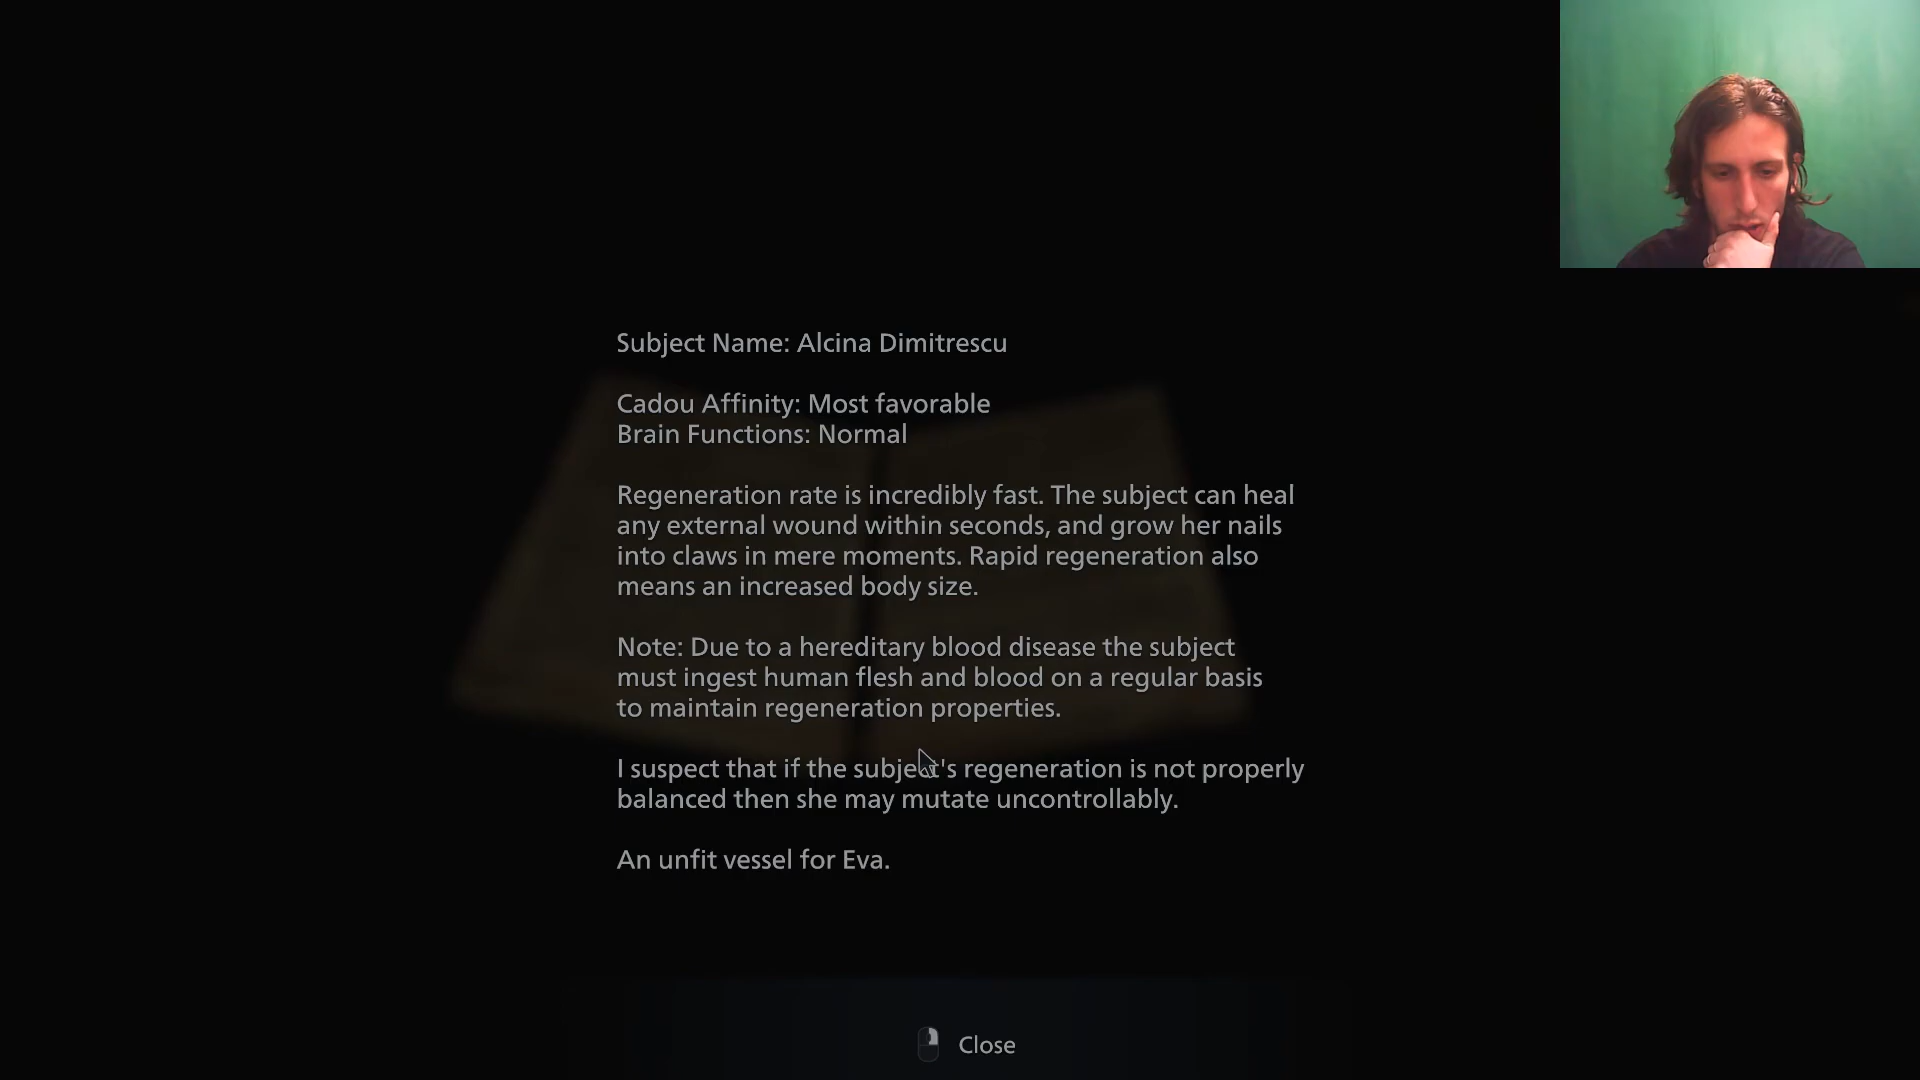 Subject Name: Alcina Dimitrescu
Cadou Affinity: Most favorable
Brain Functions: Normal
Regeneration rate is incredibly fast. The subject can heal
any external wound within seconds, and grow her nails
into claws in mere moments. Rapid regeneration also
means an increased body size.
Note: Due to a hereditary blood disease the subject
must ingest human flesh and blood on a regular basis
to maintain regeneration properties.
I suspect that if the subject's regeneration is not properly
balanced then she may mutate uncontrollably.
An unfit vessel for Eva.
Close